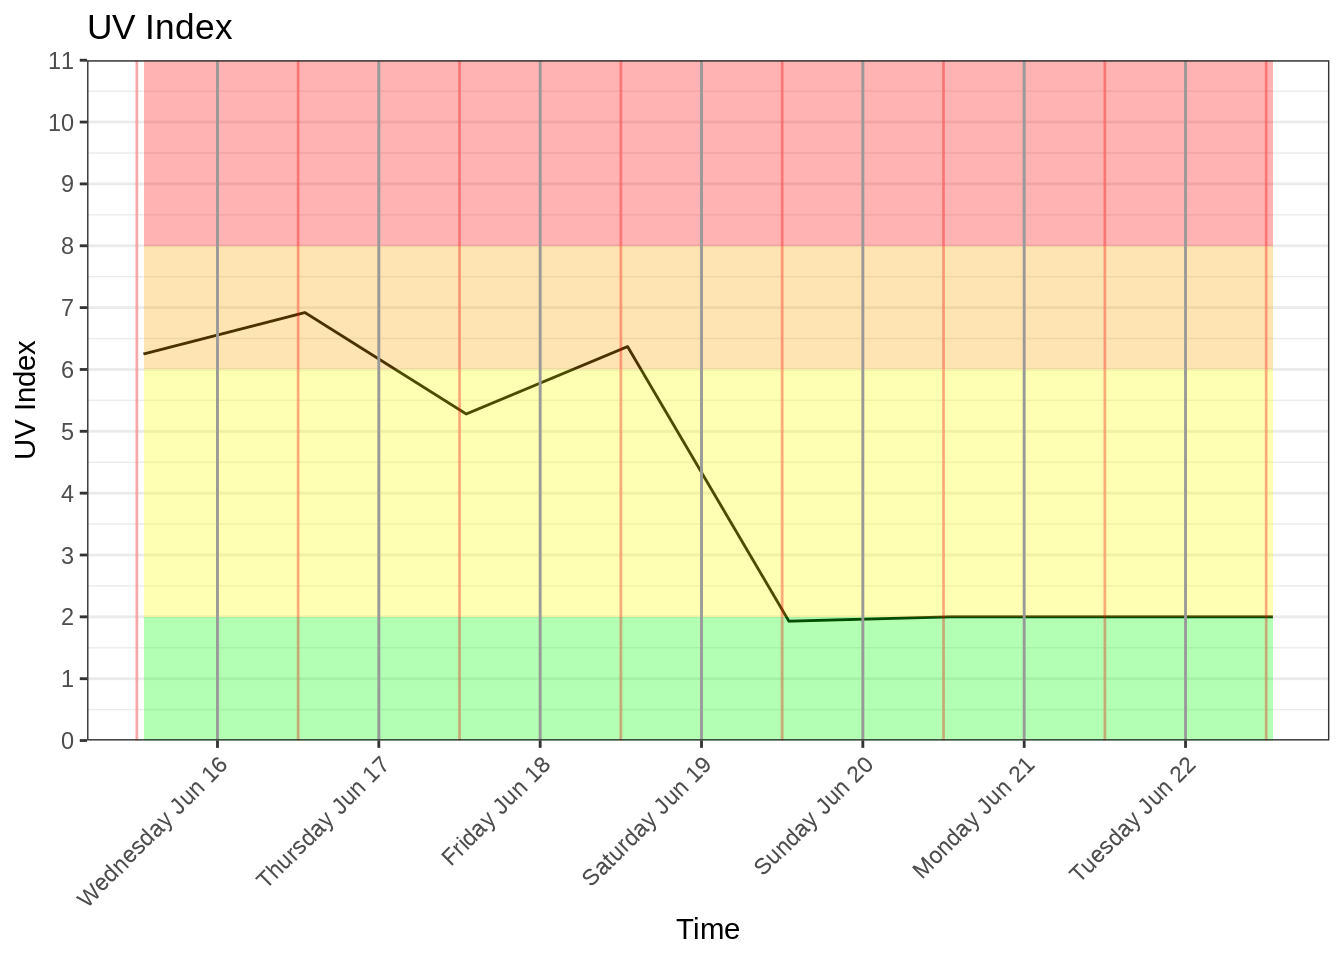 UV Index
11
10
9
8
7
6
5
4
3
2
1
0
UV Index
Wednesday Jun 16
Thursday Jun 17
Friday Jun 18
Saturday Jun 19
Sunday Jun 20
Monday Jun 21
Tuesday Jun 22
Time